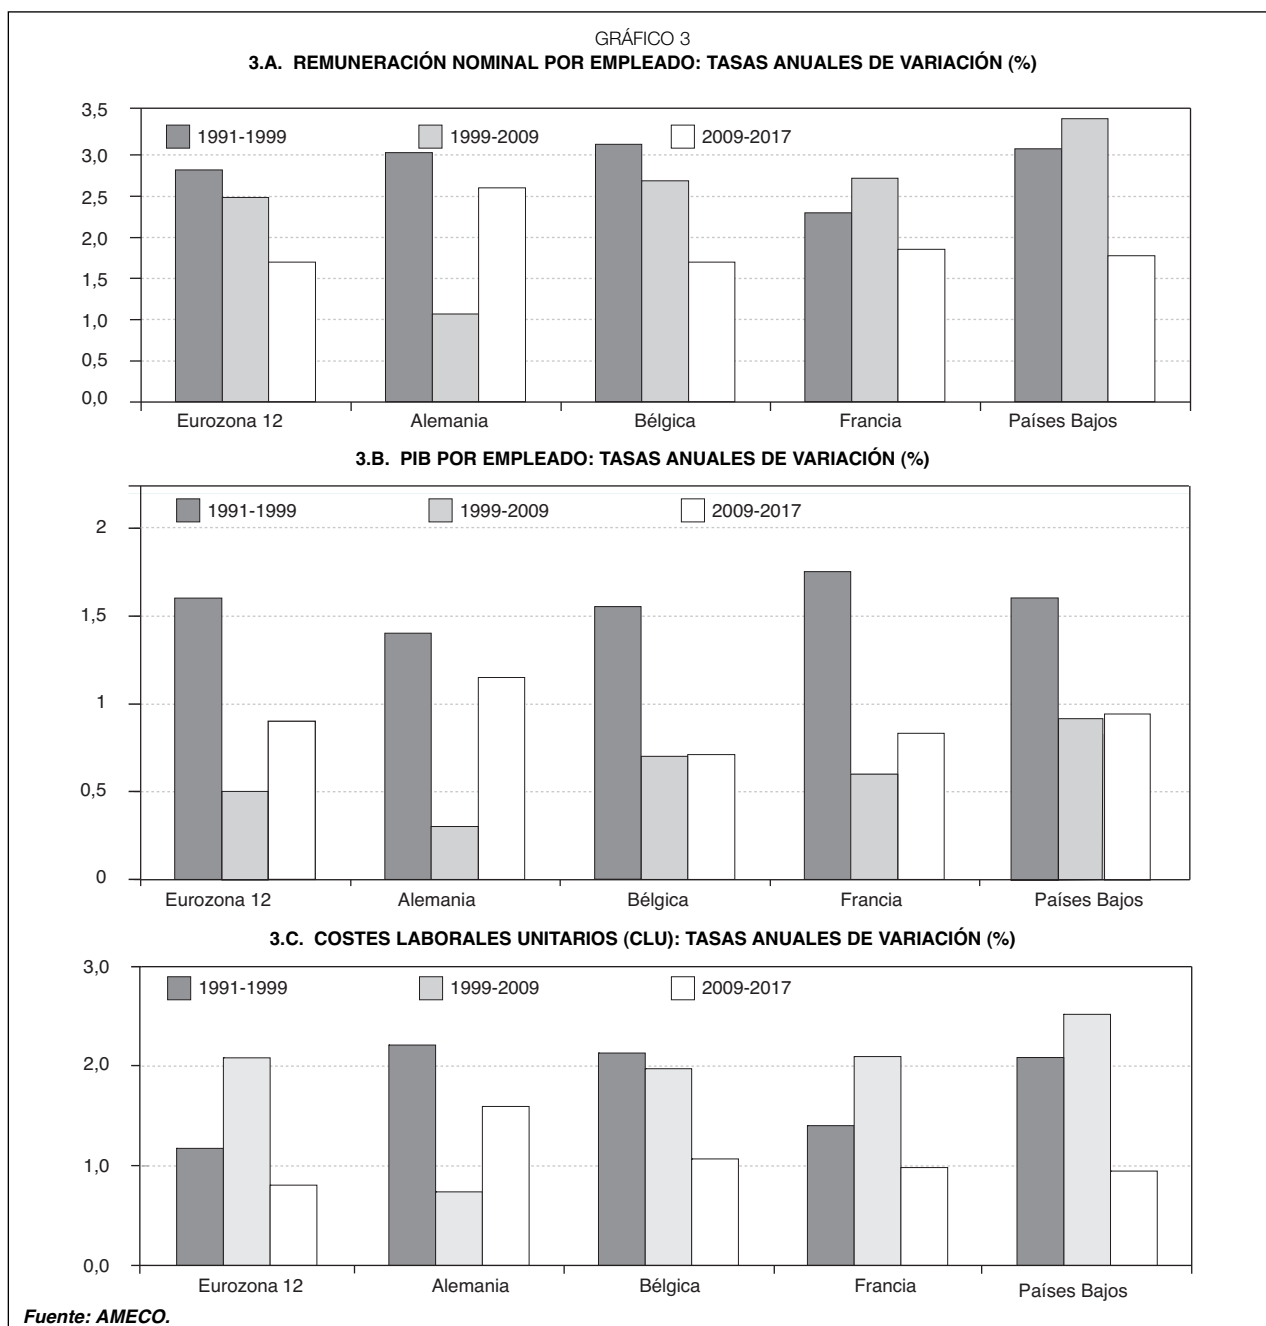 GRÁFICO 3
3.A. REMUNERACIÓN NOMINAL POR EMPLEADO: TASAS ANUALES DE VARIACIÓN (%)
3,5
3,0
2,5
2,0
1,5
1,0
0,5
0,0
1991-1999 1999-2009 2009-2017
Eurozona 12 Alemania Bélgica Francia Países Bajos
3.B. PIB POR EMPLEADO: TASAS ANUALES DE VARIACIÓN (%)
2
1,5
1
0,5
0
1991-1999 1999-2009 2009-2017
Eurozona 12 Alemania Bélgica Francia Países Bajos
3.C. COSTES LABORALES UNITARIOS (CLU): TASAS ANUALES DE VARIACIÓN (%)
3,0
2,0
1,0
0,0
1991-1999 1999-2009 2009-2017
Eurozona 12 Alemania Bélgica Francia Países Bajos
Fuente: AMECO.